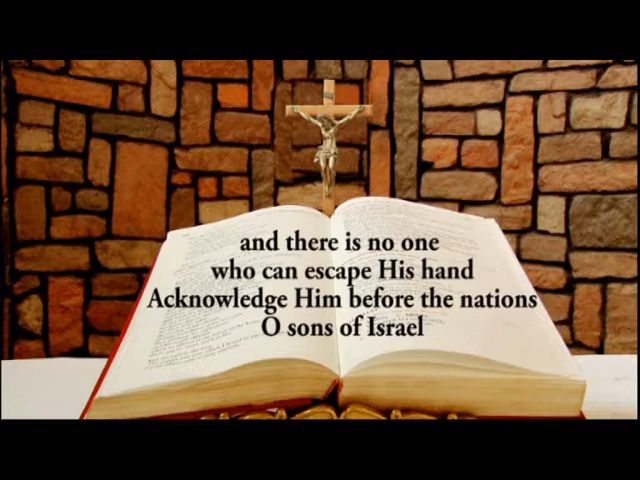 and there is no one
who can escape His hand
Acknowledge Him before the nations
O sons of Israel